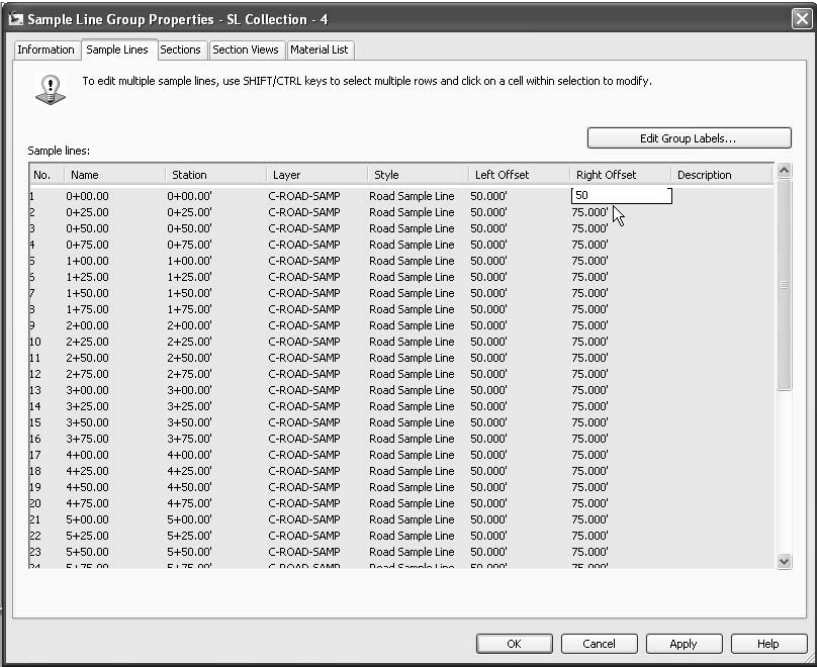 Sample Line Group Properties - SL Collection - 4
Information Sample Lines Sections Section Views Material List
To edit multiple sample lines, use SHIFT/CTRL keys to select multiple rows and click on a cell within selection to modify.
Edit Group Labels...
Sample lines:
No. Name Station Layer Style Left Offset Right Offset Description
1 0+00.00 0+00.00' C-ROAD-SAMP Road Sample Line 50.000' 50
2 0+25.00 0+25.00' C-ROAD-SAMP Road Sample Line 50.000' 75.000'
3 0+50.00 0+50.00' C-ROAD-SAMP Road Sample Line 50.000' 75.000'
4 0+75.00 0+75.00' C-ROAD-SAMP Road Sample Line 50.000' 75.000'
5 1+00.00 1+00.00' C-ROAD-SAMP Road Sample Line 50.000' 75.000'
6 1+25.00 1+25.00' C-ROAD-SAMP Road Sample Line 50.000' 75.000'
7 1+50.00 1+50.00' C-ROAD-SAMP Road Sample Line 50.000' 75.000'
8 1+75.00 1+75.00' C-ROAD-SAMP Road Sample Line 50.000' 75.000'
9 2+00.00 2+00.00' C-ROAD-SAMP Road Sample Line 50.000' 75.000'
10 2+25.00 2+25.00' C-ROAD-SAMP Road Sample Line 50.000' 75.000'
11 2+50.00 2+50.00' C-ROAD-SAMP Road Sample Line 50.000' 75.000'
12 2+75.00 2+75.00' C-ROAD-SAMP Road Sample Line 50.000' 75.000'
13 3+00.00 3+00.00' C-ROAD-SAMP Road Sample Line 50.000' 75.000'
14 3+25.00 3+25.00' C-ROAD-SAMP Road Sample Line 50.000' 75.000'
15 3+50.00 3+50.00' C-ROAD-SAMP Road Sample Line 50.000' 75.000'
16 3+75.00 3+75.00' C-ROAD-SAMP Road Sample Line 50.000' 75.000'
17 4+00.00 4+00.00' C-ROAD-SAMP Road Sample Line 50.000' 75.000'
18 4+25.00 4+25.00' C-ROAD-SAMP Road Sample Line 50.000' 75.000'
19 4+50.00 4+50.00' C-ROAD-SAMP Road Sample Line 50.000' 75.000'
20 4+75.00 4+75.00' C-ROAD-SAMP Road Sample Line 50.000' 75.000'
21 5+00.00 5+00.00' C-ROAD-SAMP Road Sample Line 50.000' 75.000'
22 5+25.00 5+25.00' C-ROAD-SAMP Road Sample Line 50.000' 75.000'
23 5+50.00 5+50.00' C-ROAD-SAMP Road Sample Line 50.000' 75.000'
24 5+75.00 5+75.00' C-ROAD-SAMP Road Sample Line 50.000' 75.000'
OK Cancel Apply Help